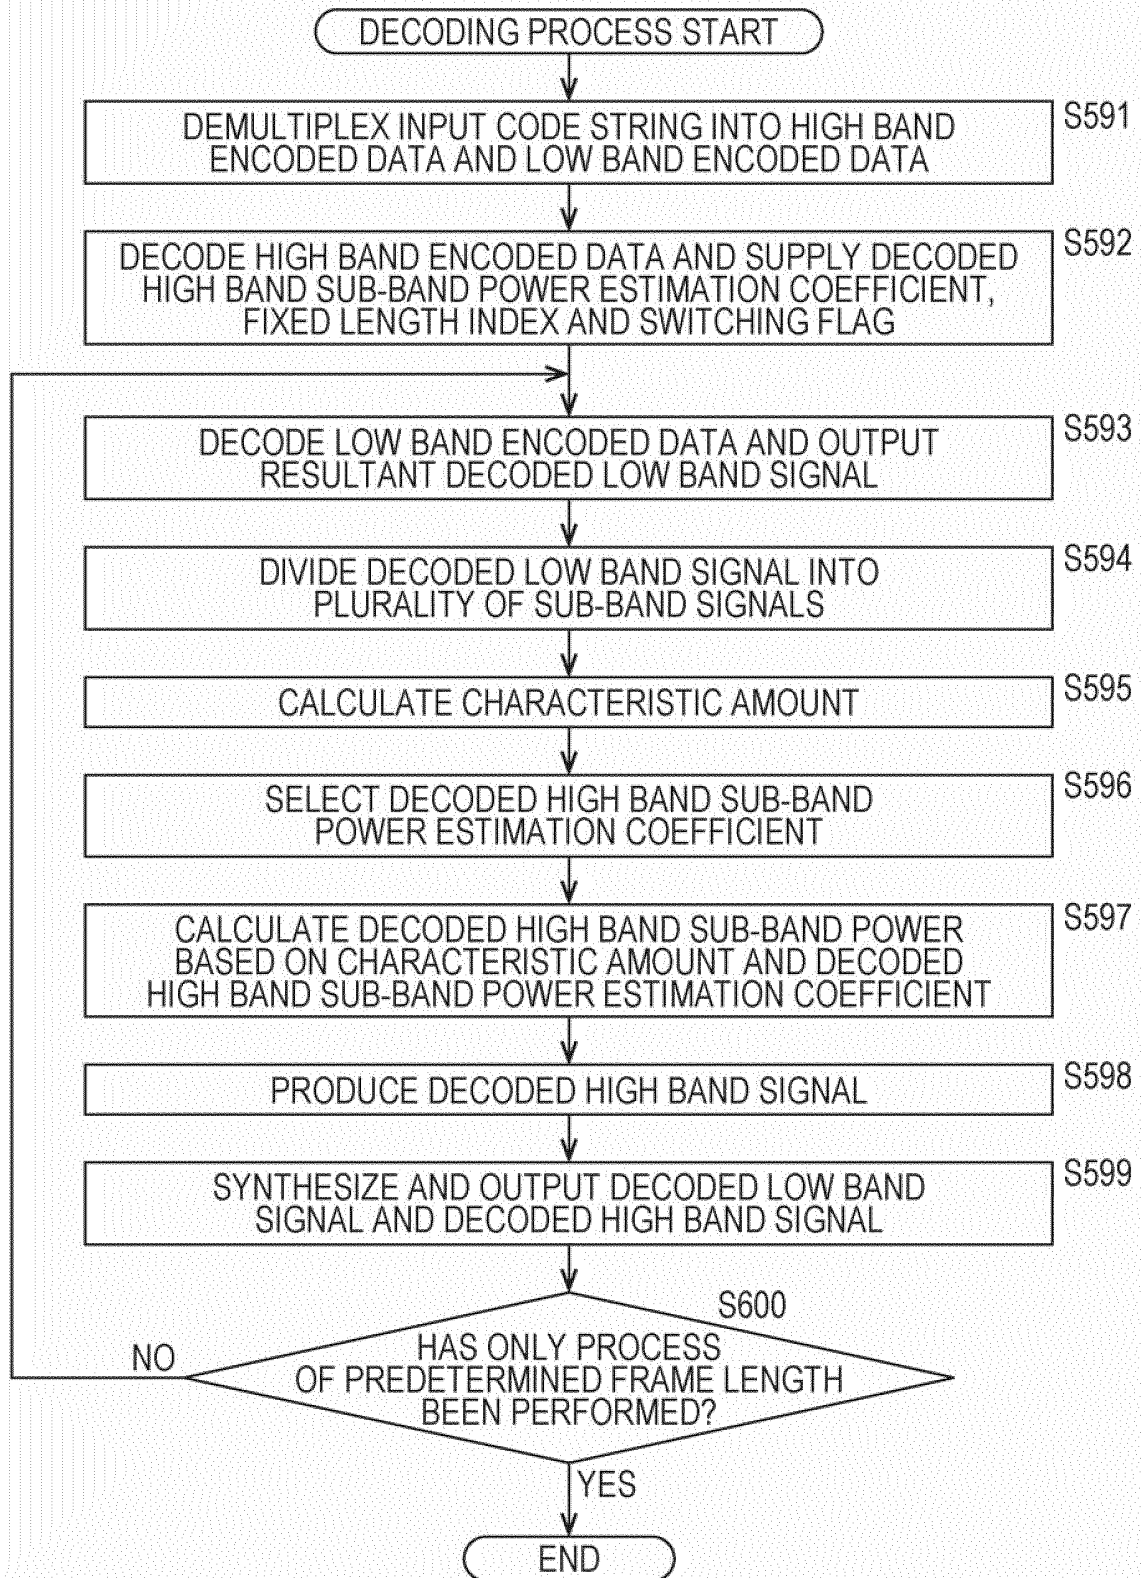 DECODING PROCESS START
S591
DEMULTIPLEX INPUT CODE STRING INTO HIGH BAND
ENCODED DATA AND LOW BAND ENCODED DATA
S592
DECODE HIGH BAND ENCODED DATA AND SUPPLY DECODED
HIGH BAND SUB-BAND POWER ESTIMATION COEFFICIENT,
FIXED LENGTH INDEX AND SWITCHING FLAG
S593
DECODE LOW BAND ENCODED DATA AND OUTPUT
RESULTANT DECODED LOW BAND SIGNAL
S594
DIVIDE DECODED LOW BAND SIGNAL INTO
PLURALITY OF SUB-BAND SIGNALS
S595
CALCULATE CHARACTERISTIC AMOUNT
S596
SELECT DECODED HIGH BAND SUB-BAND
POWER ESTIMATION COEFFICIENT
S597
CALCULATE DECODED HIGH BAND SUB-BAND POWER
BASED ON CHARACTERISTIC AMOUNT AND DECODED
HIGH BAND SUB-BAND POWER ESTIMATION COEFFICIENT
S598
PRODUCE DECODED HIGH BAND SIGNAL
S599
SYNTHESIZE AND OUTPUT DECODED LOW BAND
SIGNAL AND DECODED HIGH BAND SIGNAL
S600
HAS ONLY PROCESS
OF PREDETERMINED FRAME LENGTH
BEEN PERFORMED?
NO
YES
END